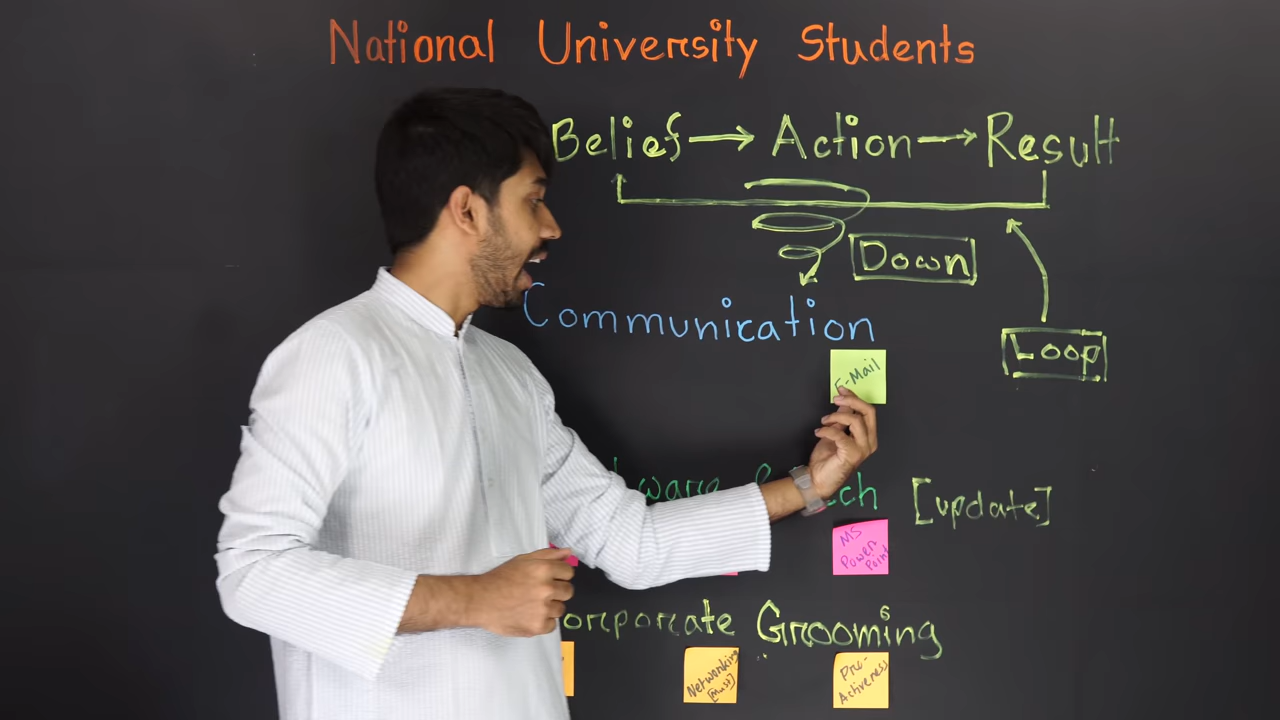 National University Students
Belief → Action → Result
Down
Communication
Loop
E-Mail
[update]
MS Power Point
Corporate Grooming
Networking [Must]
Pro-Activeness